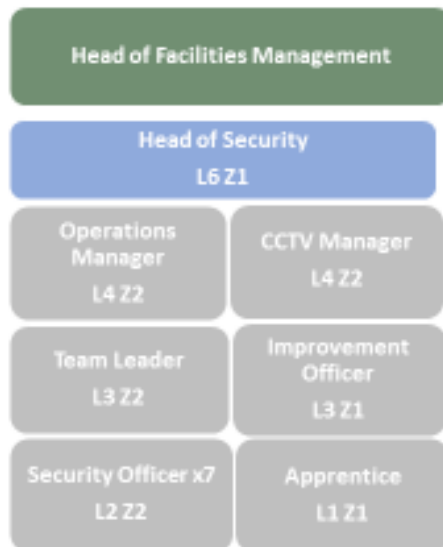 Head of Facilities Management
Head of Security
L6 Z1
Operations
Manager
L4 Z2
CCTV Manager
L4 Z2
Team Leader
L3 Z2
Improvement
Officer
L3 Z1
Security Officer x7
L2 Z2
Apprentice
L1 Z1